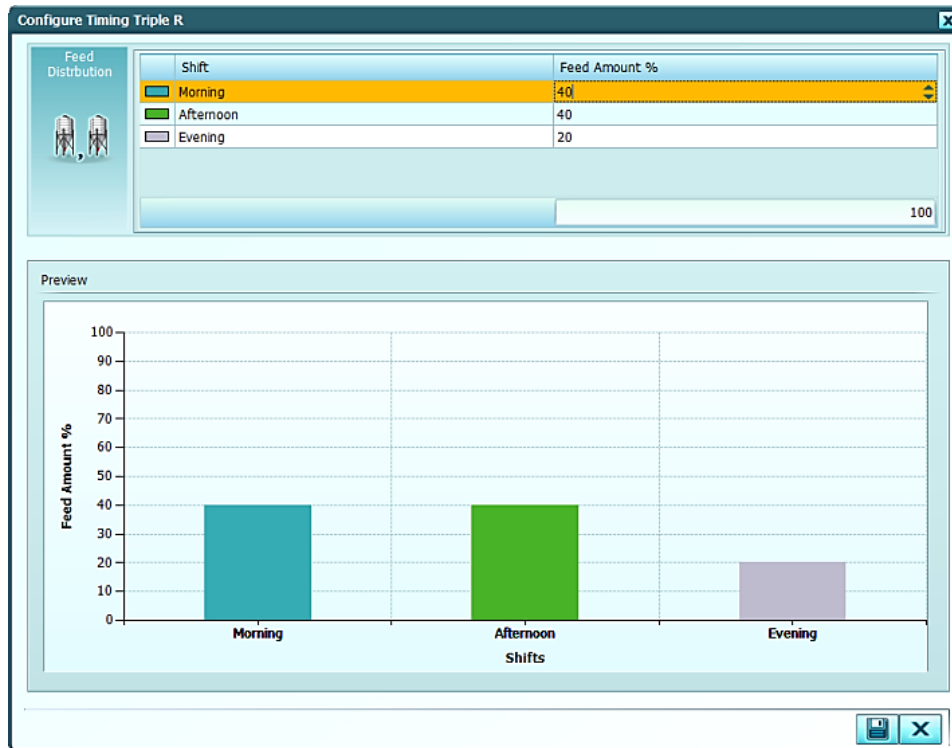 Configure Timing Triple R
Feed
Distrbution
Shift Feed Amount %
Morning 40
Afternoon 40
Evening 20
100
Preview
100
90
80
70
60
50
40
30
20
10
0
Feed Amount %
Morning Afternoon Evening
Shifts